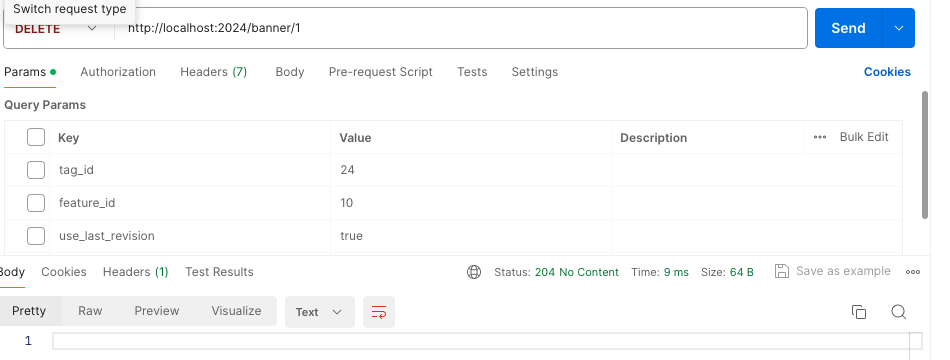 Switch request type
DELETE http://localhost:2024/banner/1 Send
Params Authorization Headers (7) Body Pre-request Script Tests Settings Cookies
Query Params
Key Value Description Bulk Edit
tag_id 24
feature_id 10
use_last_revision true
Body Cookies Headers (1) Test Results Status: 204 No Content Time: 9 ms Size: 64 B Save as example
Pretty Raw Preview Visualize Text
1